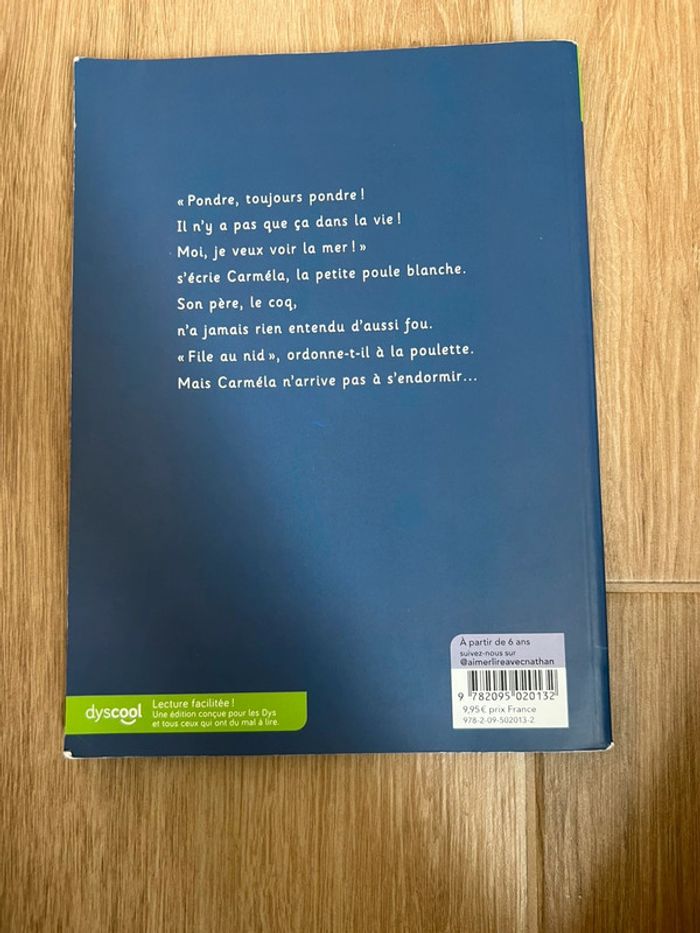 « Pondre, toujours pondre !
Il n'y a pas que ça dans la vie !
Moi, je veux voir la mer ! »
s'écrie Carméla, la petite poule blanche.
Son père, le coq,
n'a jamais rien entendu d'aussi fou.
« File au nid », ordonne-t-il à la poulette.
Mais Carméla n'arrive pas à s'endormir...
À partir de 6 ans
suivez-nous sur
@aimerlireavecnathan
9 782095 020132
9,95 € prix France
978-2-09-502013-2
dyscool
Lecture facilitée !
Une édition conçue pour les Dys
et tous ceux qui ont du mal à lire.